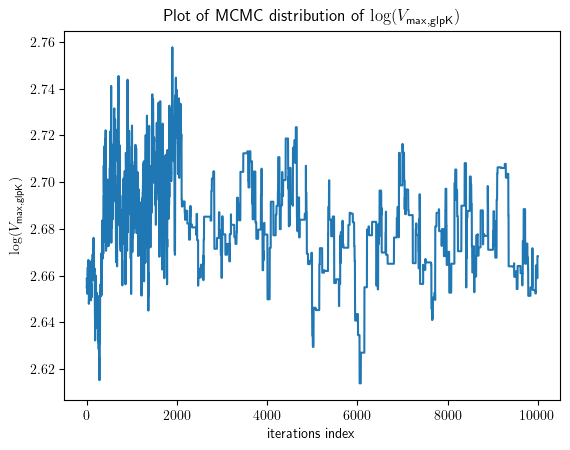 Plot of MCMC distribution of log(V_max,glpK)
2.76
2.74
2.72
2.70
2.68
2.66
2.64
2.62
log(V_max,glpK)
0 2000 4000 6000 8000 10000
iterations index